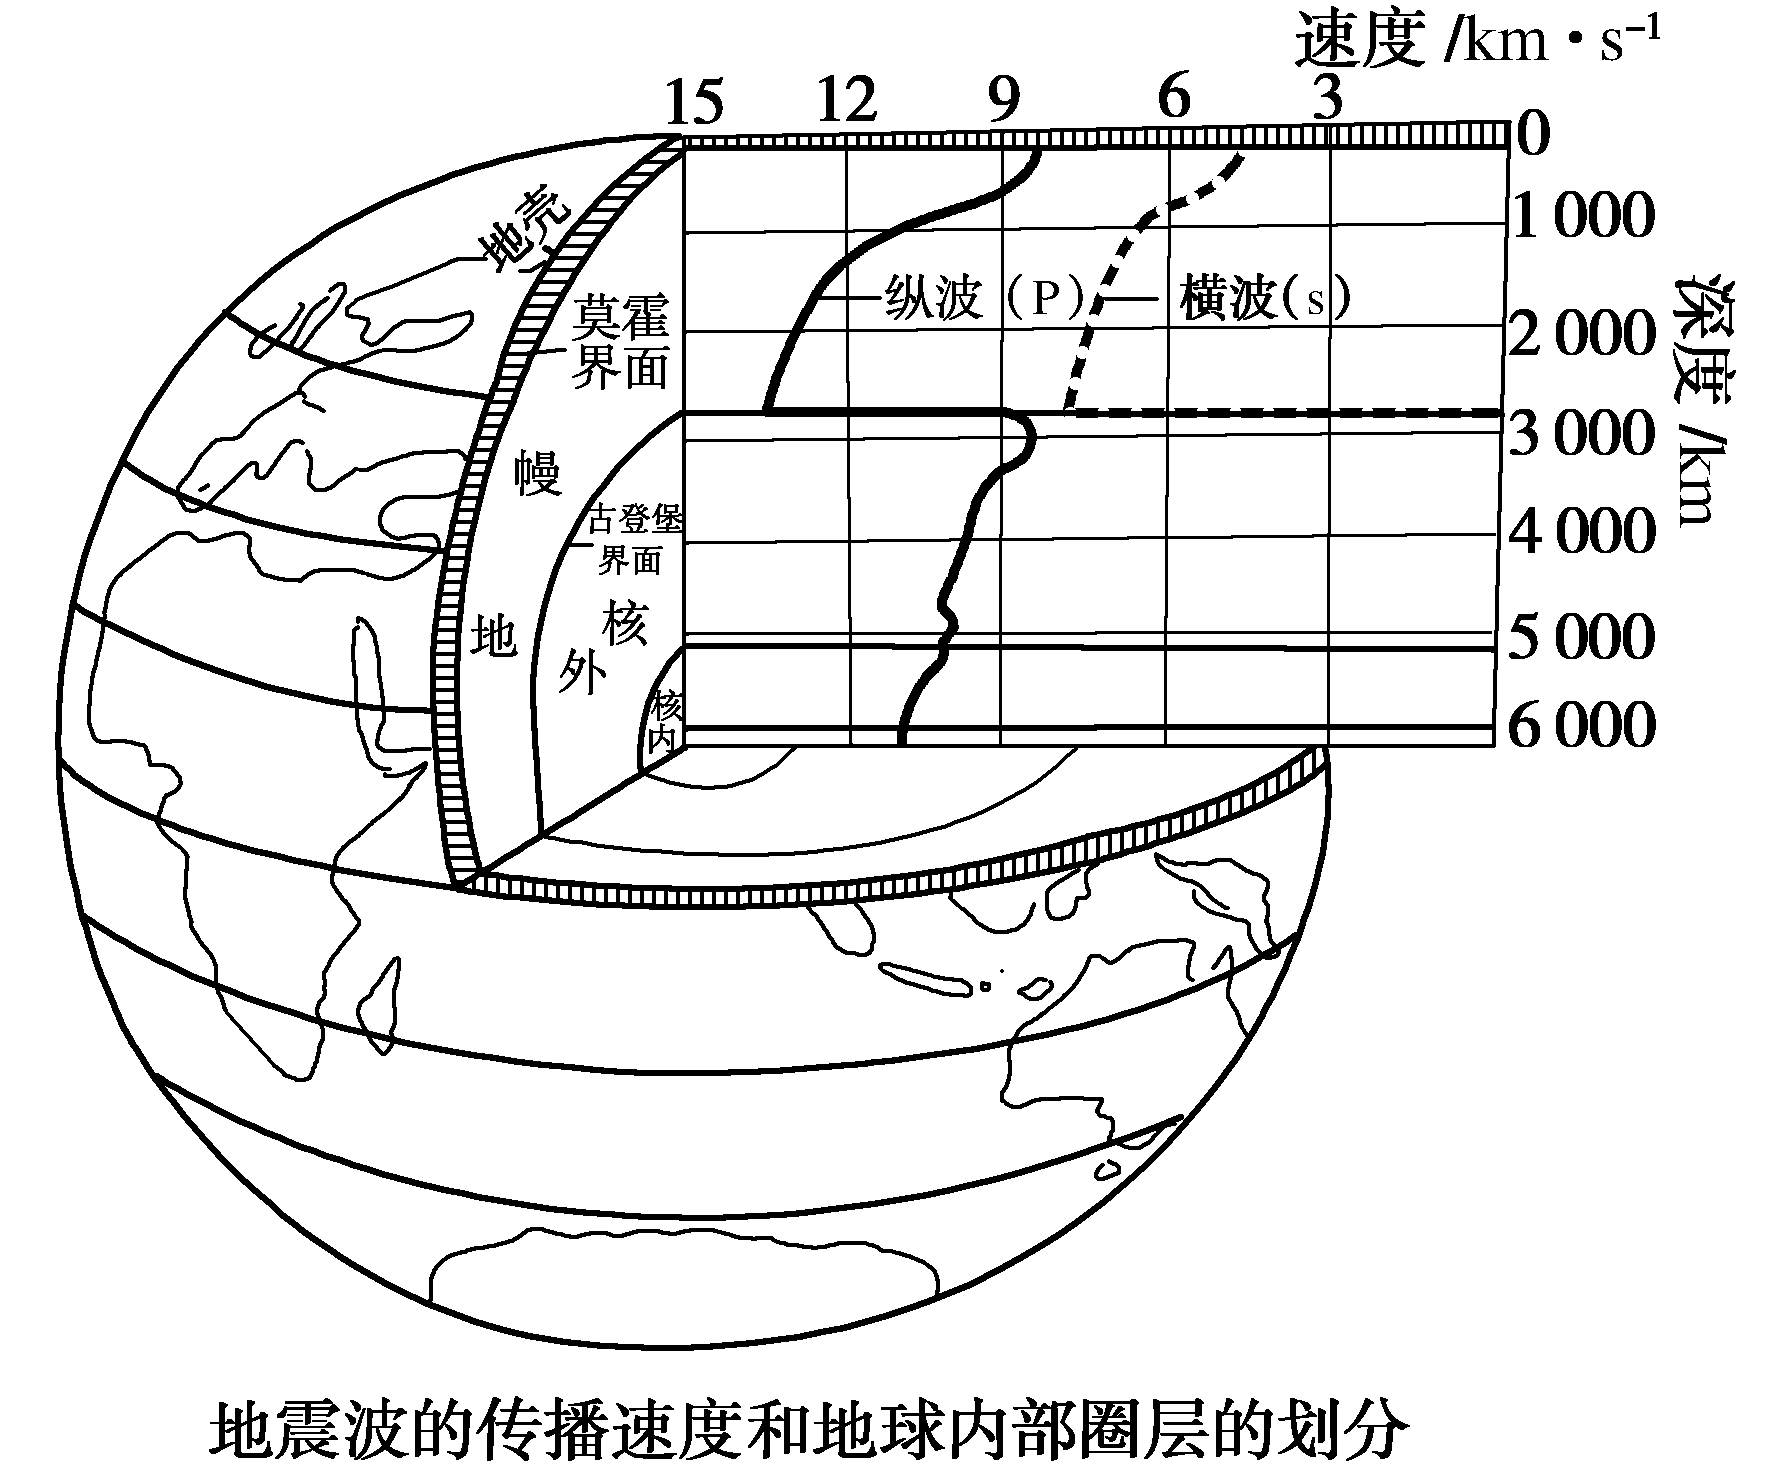 速度 /km·s⁻¹
15 12 9 6 3
0
1 000
2 000
3 000
4 000
5 000
6 000
深度 /km
地壳
莫霍
界面
纵波 (P)
横波(s)
幔
地
古登堡
界面
核
外
核
内
地震波的传播速度和地球内部圈层的划分